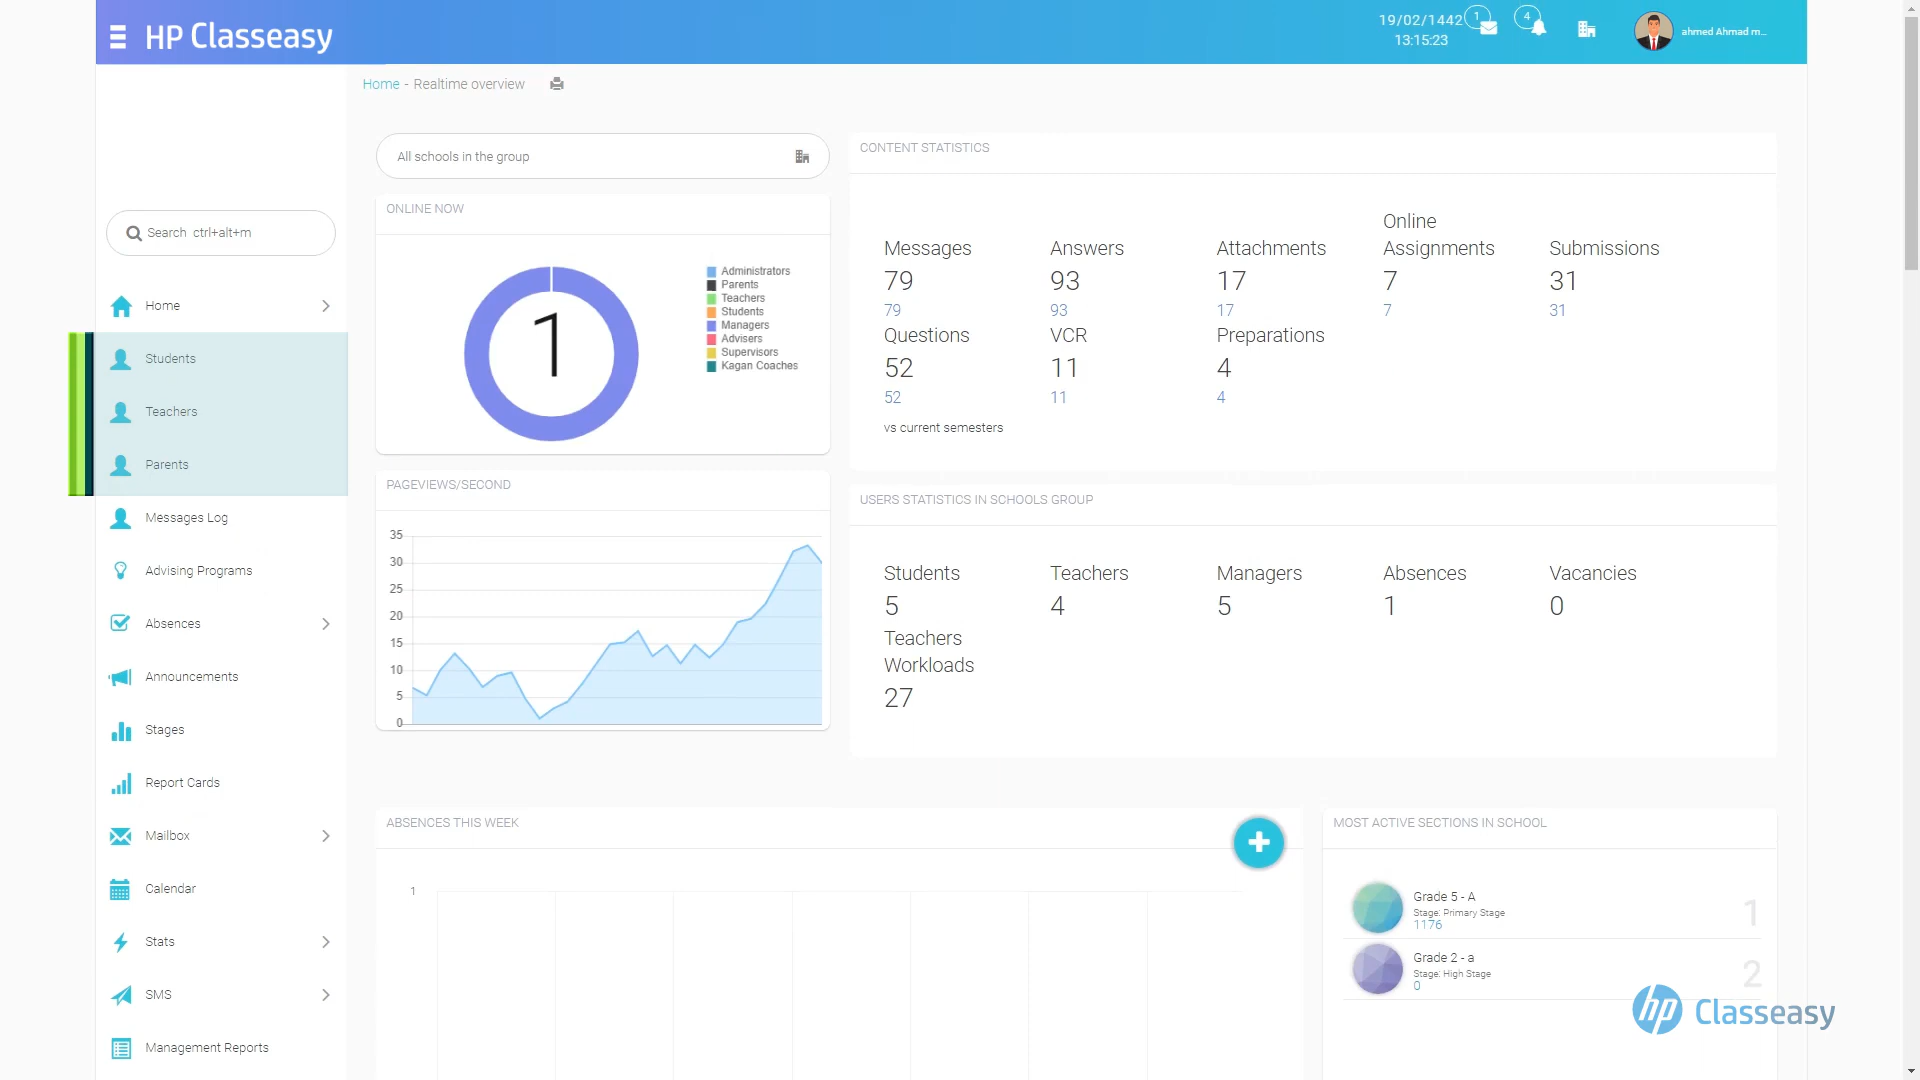 HP Classeasy
19/02/1442
13:15:23
1
4
ahmed Ahmad m...
Home - Realtime overview
Search ctrl+alt+m
Home
Students
Teachers
Parents
Messages Log
Advising Programs
Absences
Announcements
Stages
Report Cards
Mailbox
Calendar
Stats
SMS
Management Reports
All schools in the group
ONLINE NOW
1
Administrators
Parents
Teachers
Students
Managers
Advisers
Supervisors
Kagan Coaches
PAGEVIEWS/SECOND
35
30
25
20
15
10
5
0
CONTENT STATISTICS
Messages
79
79
Answers
93
93
Attachments
17
17
Online
Assignments
7
7
Submissions
31
31
Questions
52
52
VCR
11
11
Preparations
4
4
vs current semesters
USERS STATISTICS IN SCHOOLS GROUP
Students
5
Teachers
4
Managers
5
Absences
1
Vacancies
0
Teachers
Workloads
27
ABSENCES THIS WEEK
1
MOST ACTIVE SECTIONS IN SCHOOL
Grade 5 - A
Stage: Primary Stage
1176
1
Grade 2 - a
Stage: High Stage
0
2
hp Classeasy